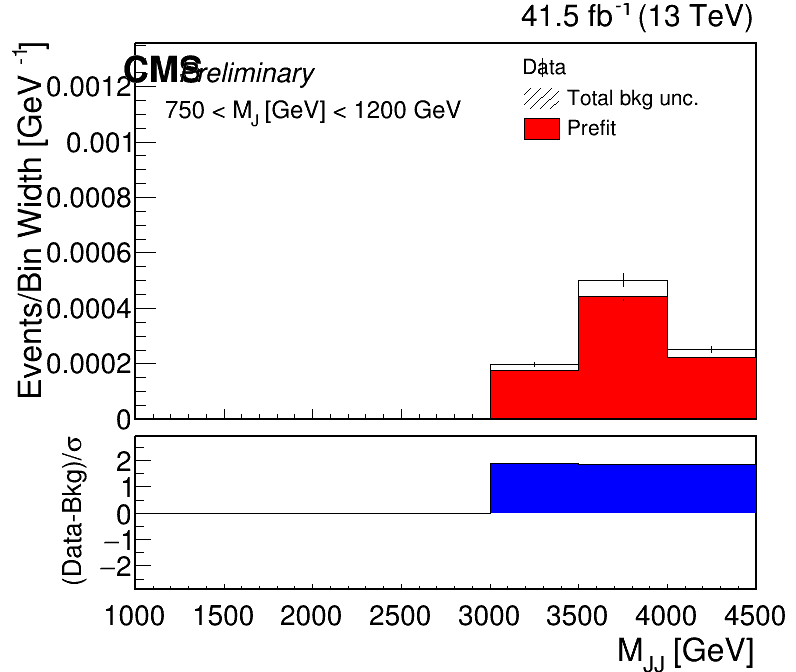 41.5 fb⁻¹ (13 TeV)
CMS Preliminary
750 < M_J [GeV] < 1200 GeV
Data
Total bkg unc.
Prefit
Events/Bin Width [GeV⁻¹]
0.0012
0.001
0.0008
0.0006
0.0004
0.0002
0
(Data-Bkg)/σ
2
1
0
−1
−2
1000 1500 2000 2500 3000 3500 4000 4500
M_JJ [GeV]